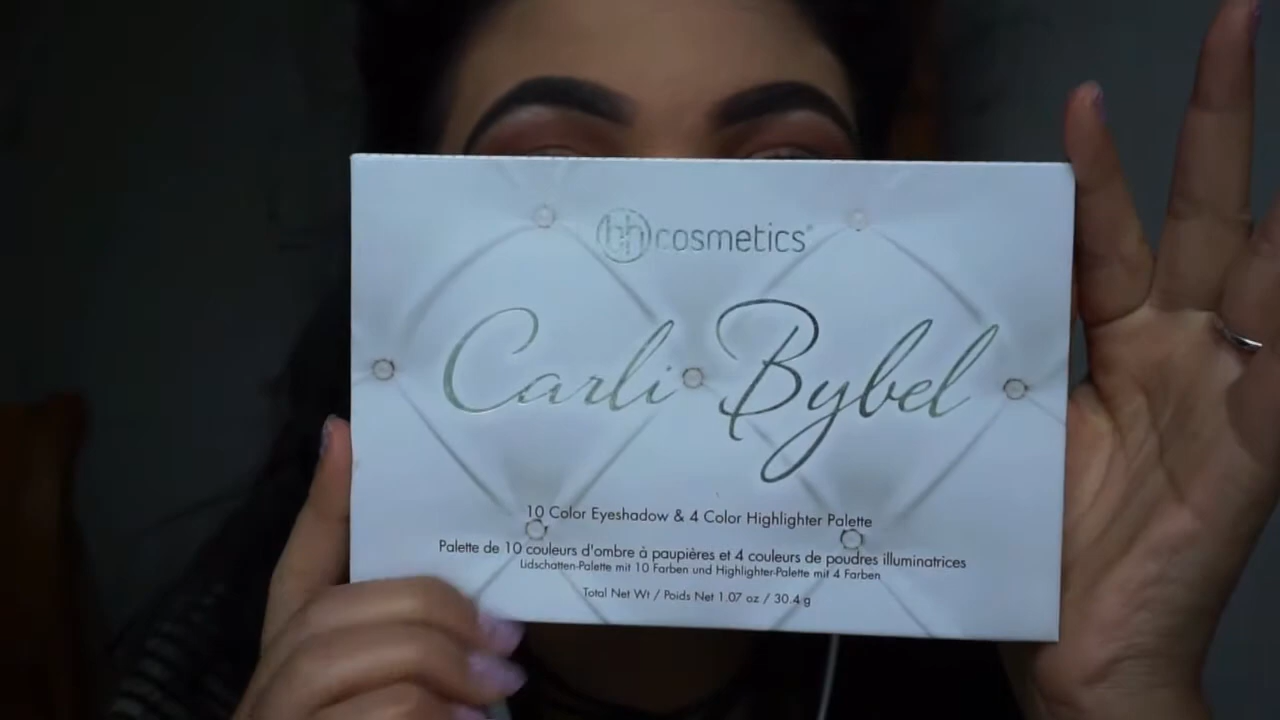 bh cosmetics®
Carli Bybel
10 Color Eyeshadow & 4 Color Highlighter Palette
Palette de 10 couleurs d'ombre à paupières et 4 couleurs de poudres illuminatrices
Lidschatten-Palette mit 10 Farben und Highlighter-Palette mit 4 Farben
Total Net Wt / Poids Net 1.07 oz / 30.4 g